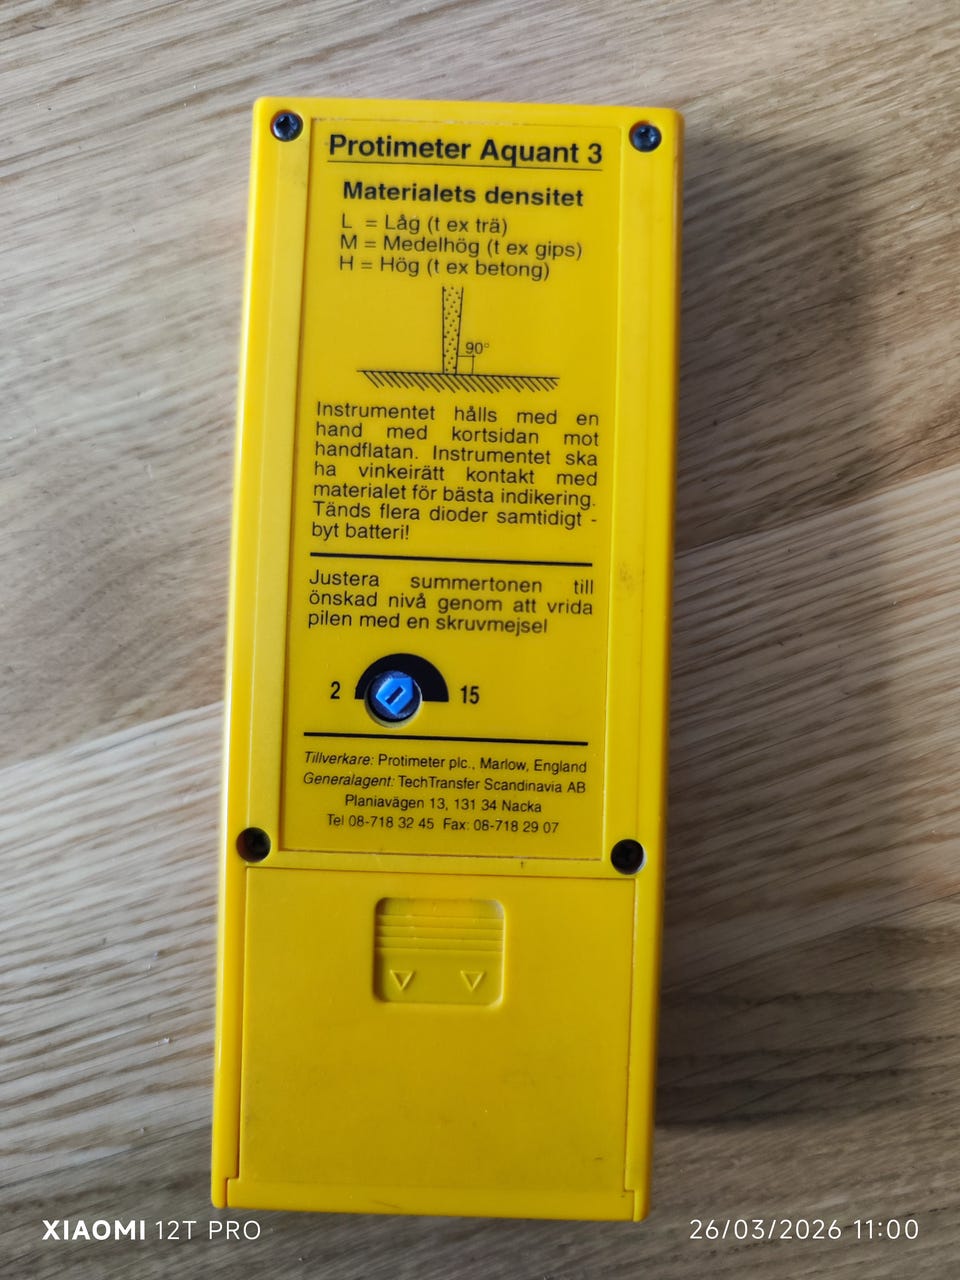 Protimeter Aquant 3
Materialets densitet
L = Låg (t ex trä)
M = Medelhög (t ex gips)
H = Hög (t ex betong)
90°
Instrumentet hålls med en
hand med kortsidan mot
handflatan. Instrumentet ska
ha vinkeirätt kontakt med
materialet för bästa indikering.
Tänds flera dioder samtidigt -
byt batteri!
Justera summertonen till
önskad nivå genom att vrida
pilen med en skruvmejsel
2 15
Tillverkare: Protimeter plc., Marlow, England
Generalagent: TechTransfer Scandinavia AB
Planiavägen 13, 131 34 Nacka
Tel 08-718 32 45 Fax: 08-718 29 07
XIAOMI 12T PRO
26/03/2026 11:00